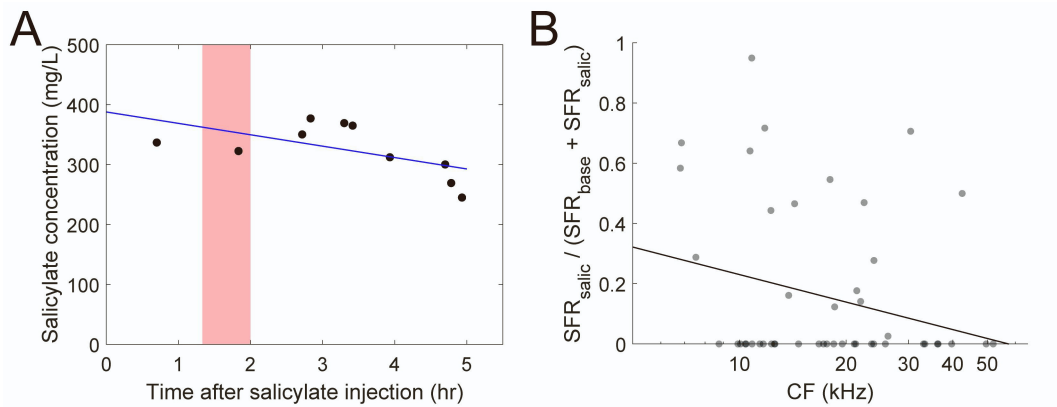 A
Salicylate concentration (mg/L)
500
400
300
200
100
0
0 1 2 3 4 5
Time after salicylate injection (hr)
B
SFRsalic / (SFRbase + SFRsalic)
1
0.8
0.6
0.4
0.2
0
10 20 30 40 50
CF (kHz)